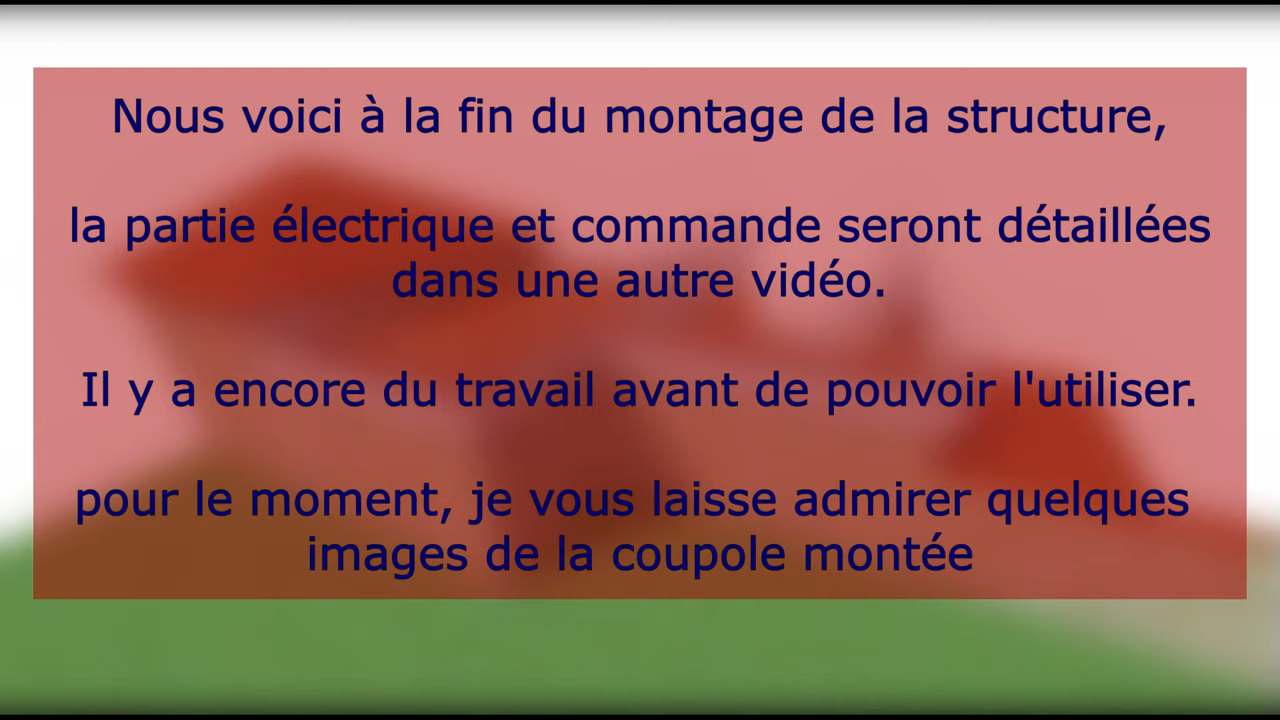 Nous voici à la fin du montage de la structure,
la partie électrique et commande seront détaillées
dans une autre vidéo.
Il y a encore du travail avant de pouvoir l'utiliser.
pour le moment, je vous laisse admirer quelques
images de la coupole montée